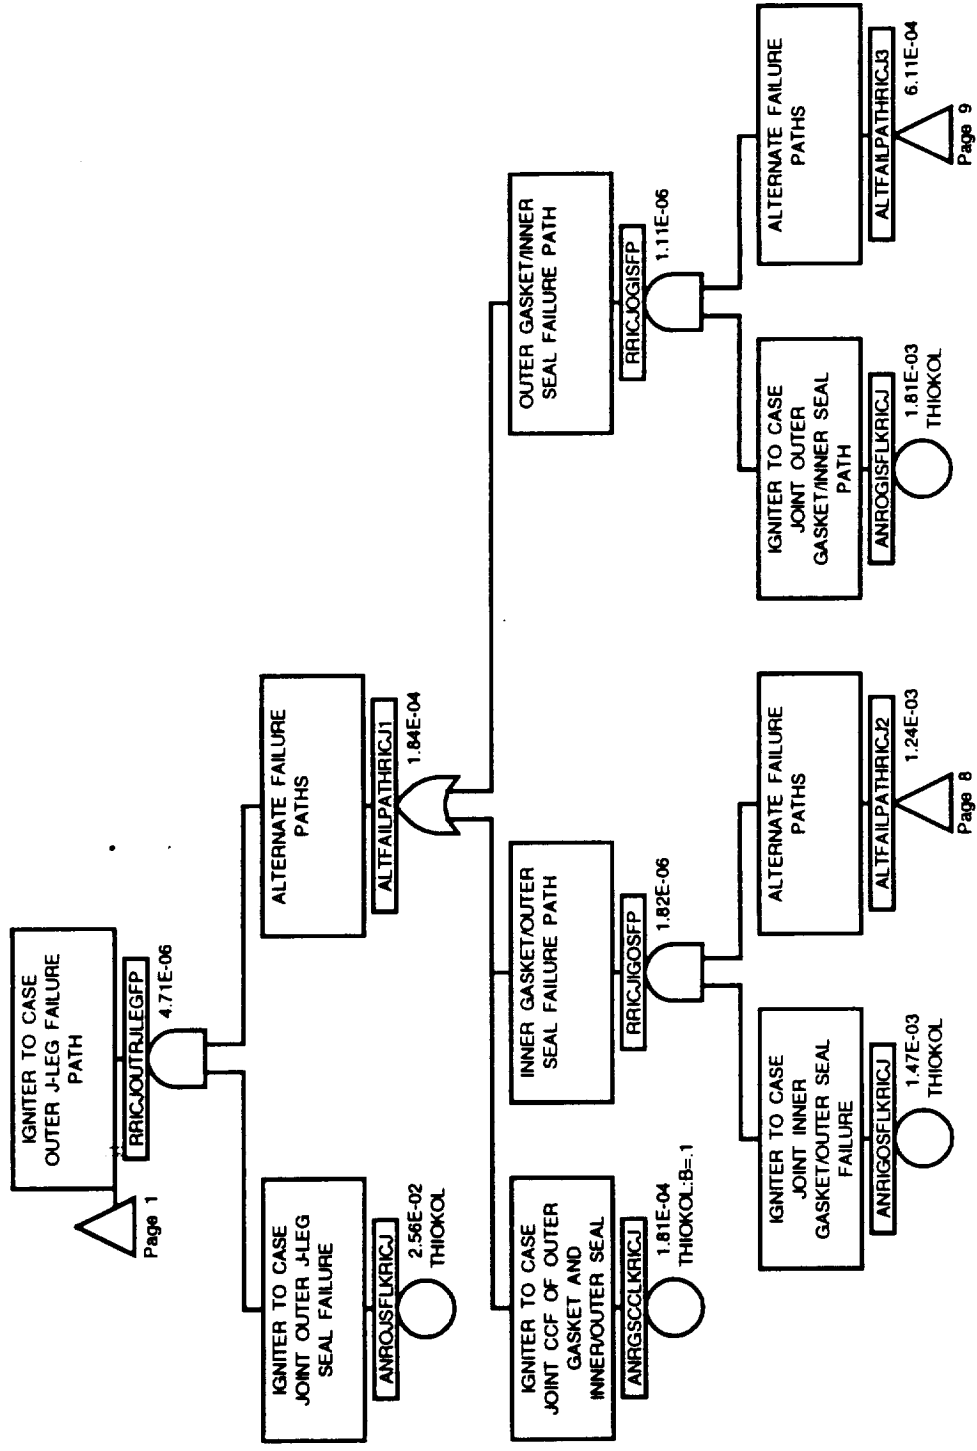 IGNITER TO CASE
OUTER J-LEG FAILURE
PATH
RRICJOUTRJLEGFP
4.71E-06
Page 1
IGNITER TO CASE
JOINT OUTER J-LEG
SEAL FAILURE
ANROJSFLKRICJ
2.56E-02
THIOKOL
ALTERNATE FAILURE
PATHS
ALTFAILPATHRICJ1
1.84E-04
IGNITER TO CASE
JOINT CCF OF OUTER
GASKET AND
INNER/OUTER SEAL
ANRGSCCLKRICJ
1.81E-04
THIOKOL:B=.1
INNER GASKET/OUTER
SEAL FAILURE PATH
RRICJIGOSFP
1.82E-06
OUTER GASKET/INNER
SEAL FAILURE PATH
RRICJOGISFP
1.11E-06
IGNITER TO CASE
JOINT INNER
GASKET/OUTER SEAL
FAILURE
ANRIGOSFLKRICJ
1.47E-03
THIOKOL
ALTERNATE FAILURE
PATHS
ALTFAILPATHRICJ2
1.24E-03
Page 8
IGNITER TO CASE
JOINT OUTER
GASKET/INNER SEAL
PATH
ANROGISFLKRICJ
1.81E-03
THIOKOL
ALTERNATE FAILURE
PATHS
ALTFAILPATHRICJ3
6.11E-04
Page 9